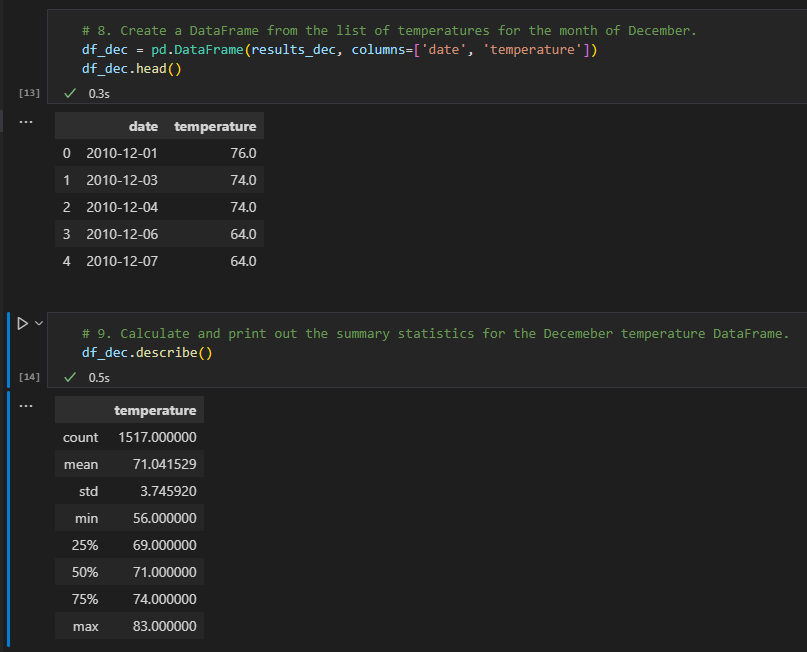 # 8. Create a DataFrame from the list of temperatures for the month of December.
df_dec = pd.DataFrame(results_dec, columns=['date', 'temperature'])
df_dec.head()
[13] 0.3s
...
date temperature
0 2010-12-01 76.0
1 2010-12-03 74.0
2 2010-12-04 74.0
3 2010-12-06 64.0
4 2010-12-07 64.0
# 9. Calculate and print out the summary statistics for the Decemeber temperature DataFrame.
df_dec.describe()
[14] 0.5s
...
temperature
count 1517.000000
mean 71.041529
std 3.745920
min 56.000000
25% 69.000000
50% 71.000000
75% 74.000000
max 83.000000